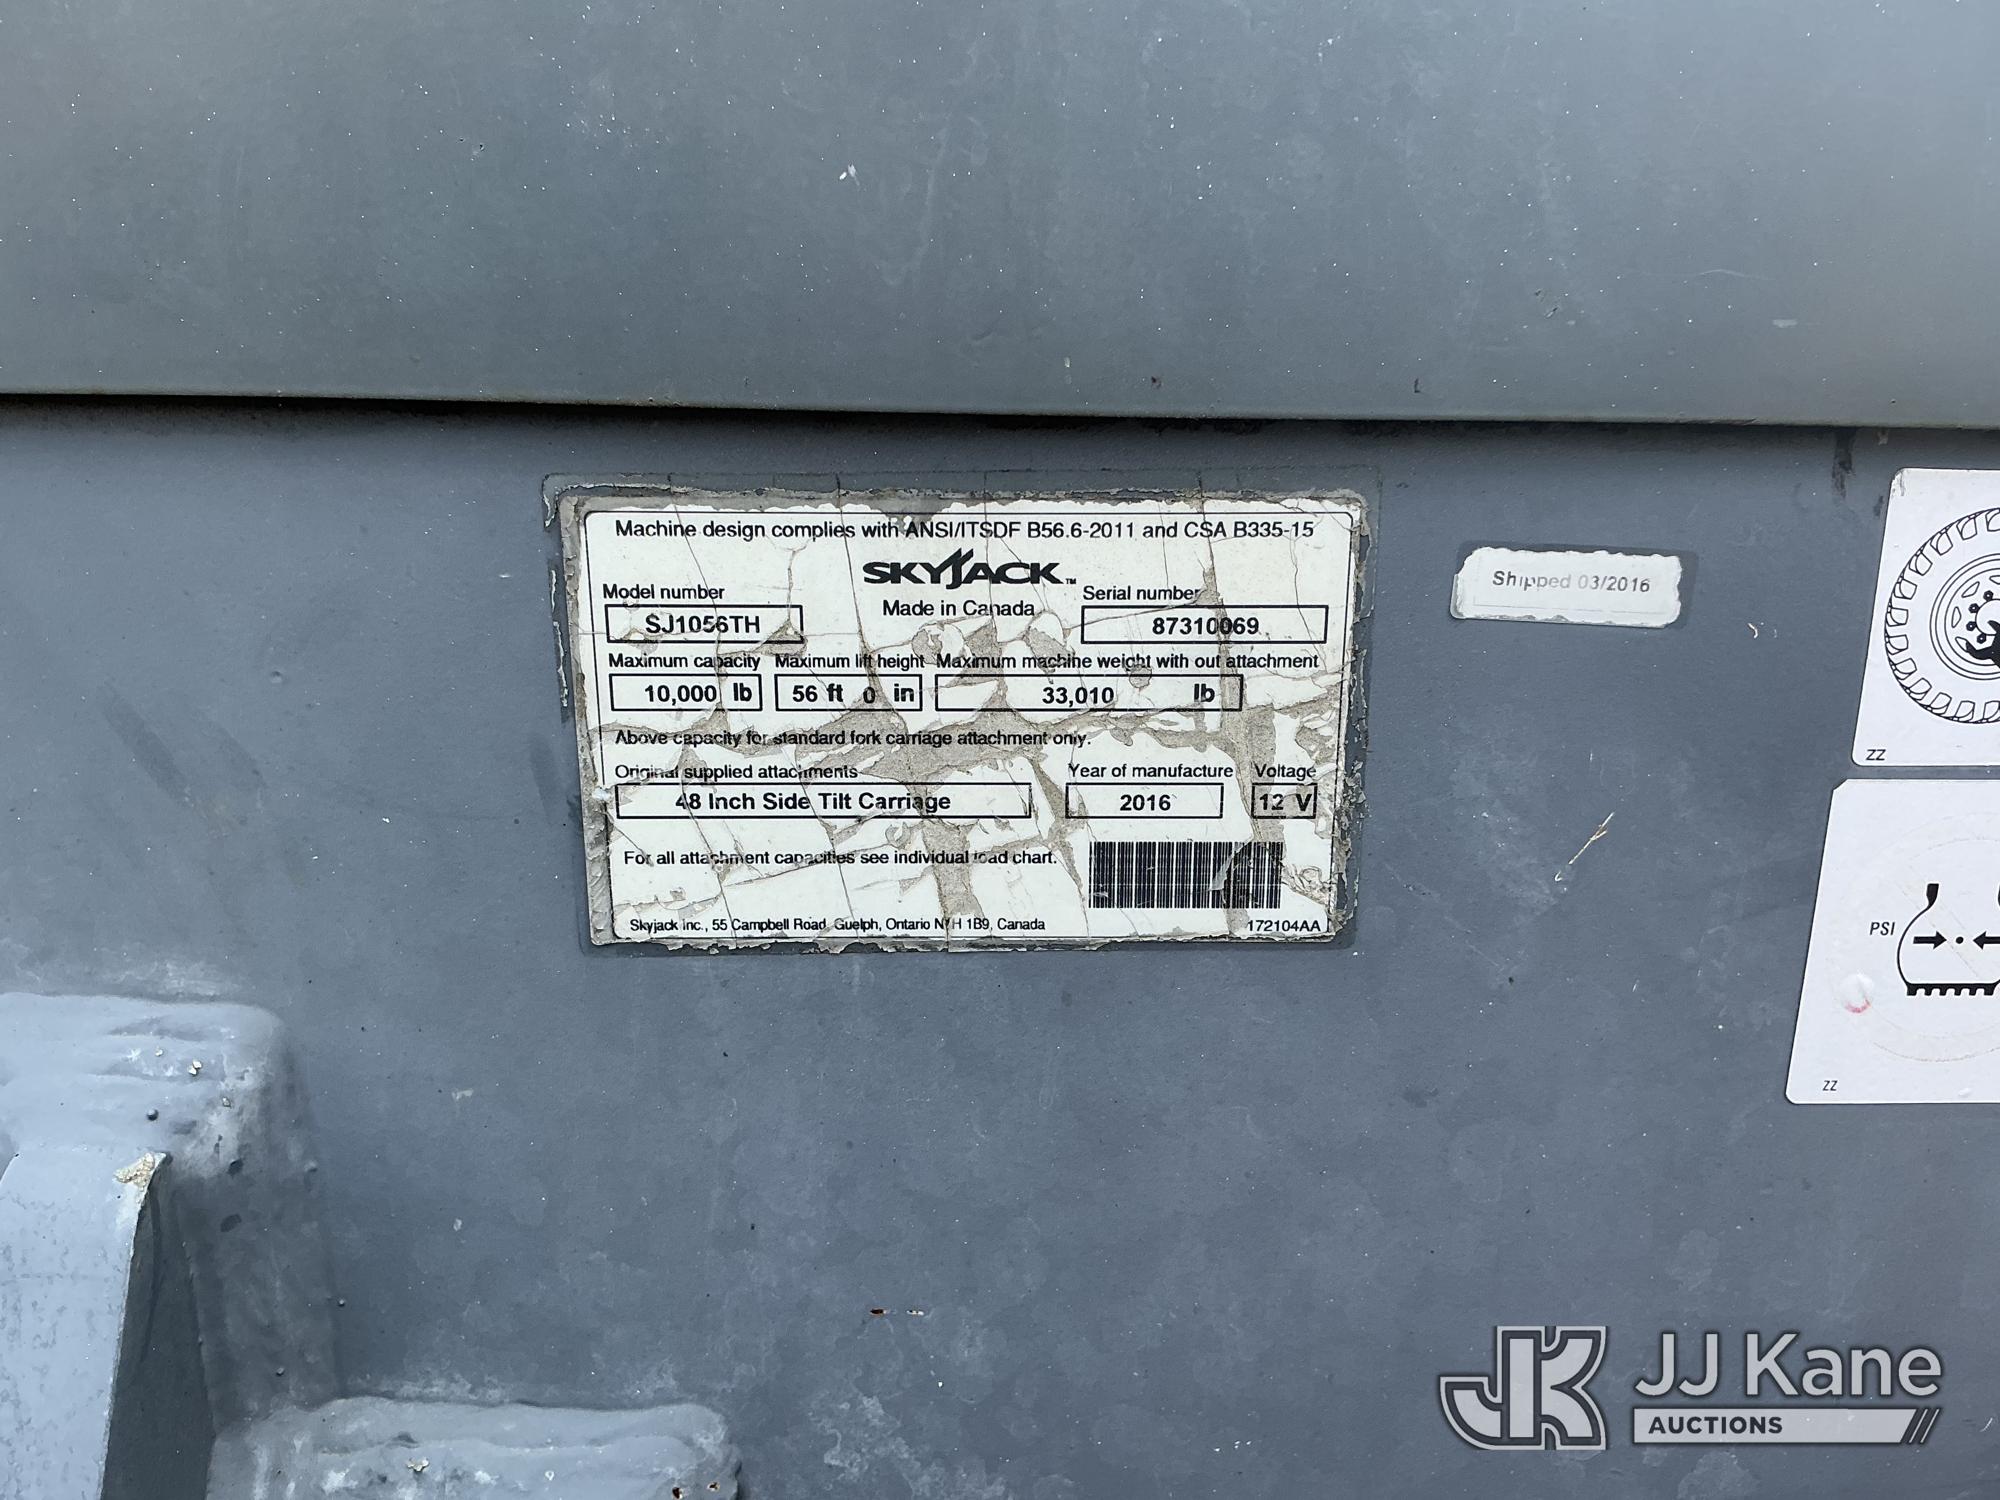 Machine design complies with ANSI/ITSDF B56.6-2011 and CSA B335-15
SKYJACK™
Made in Canada
Model number
SJ1056TH
Serial number
87310069
Maximum capacity Maximum lift height Maximum machine weight with out attachment
10,000 lb 56 ft 0 in 33,010 lb
Above capacity for standard fork carriage attachment only.
Original supplied attachments Year of manufacture Voltage
48 Inch Side Tilt Carriage 2016 12 V
For all attachment capacities see individual load chart.
Skyjack Inc., 55 Campbell Road, Guelph, Ontario N1H 1B9, Canada 172104AA
Shipped 03/2016
ZZ
PSI
ZZ
JJ Kane
AUCTIONS